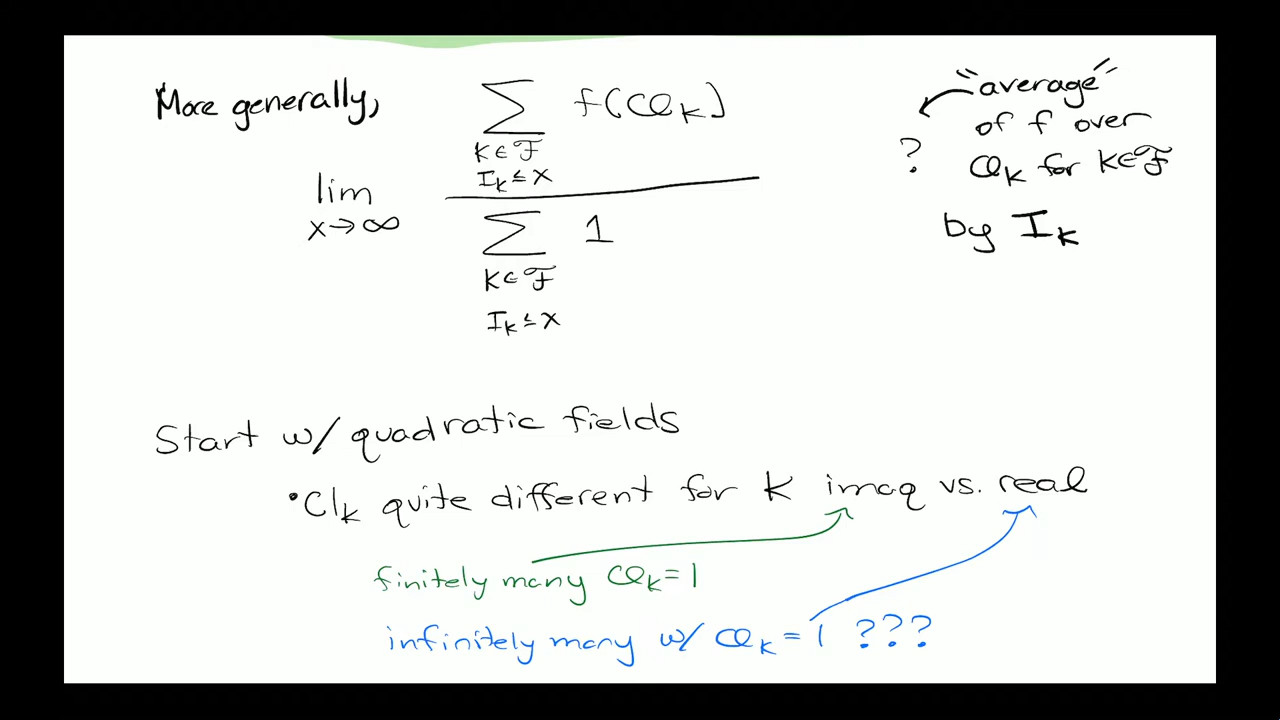 More generally,
lim
x→∞
∑ f(Cl_K)
K∈ℱ
I_K≤X
∑ 1
K∈ℱ
I_K≤X
"average"
of f over
? Cl_K for K∈ℱ
by I_K
Start w/ quadratic fields
•Cl_K quite different for K imag vs. real
finitely many Cl_K=1
infinitely many w/ Cl_K=1 ???